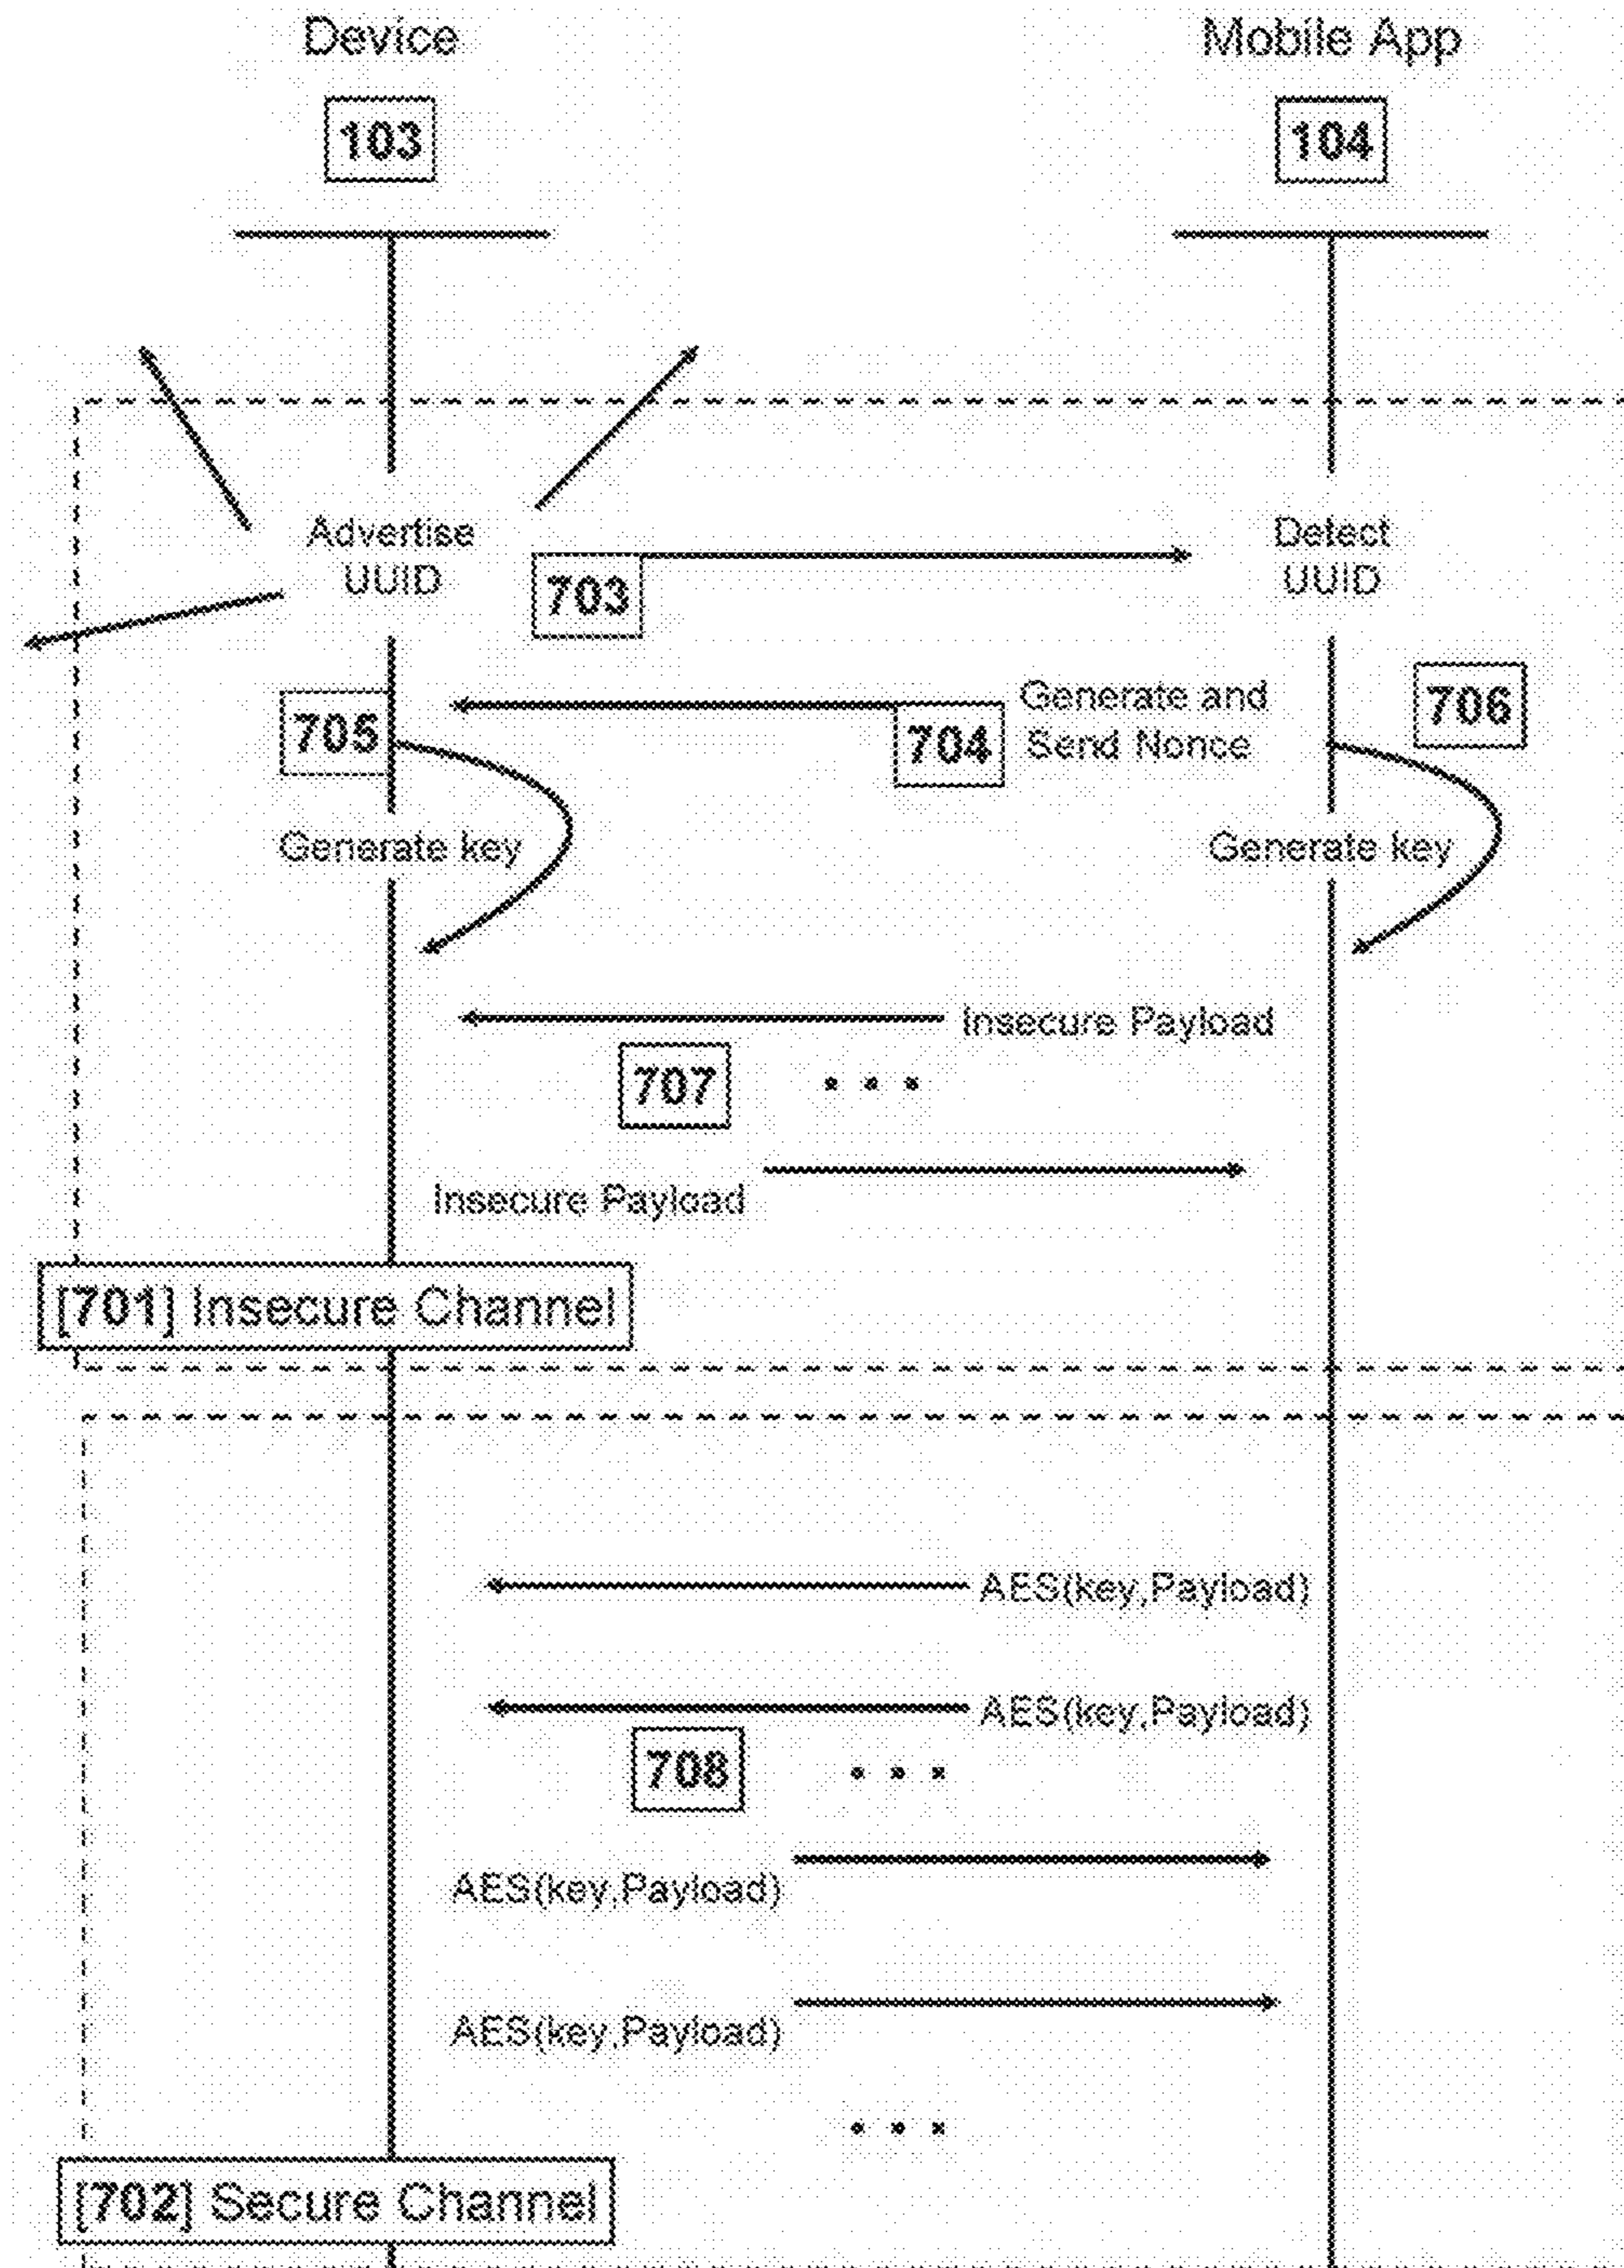 Device
Mobile App
103
104
Advertise
UUID
703
Detect
UUID
705
704
Generate and
Send Nonce
706
Generate key
Generate key
Insecure Payload
707
...
Insecure Payload
[701] Insecure Channel
AES(key,Payload)
AES(key,Payload)
708
...
AES(key,Payload)
AES(key,Payload)
...
[702] Secure Channel